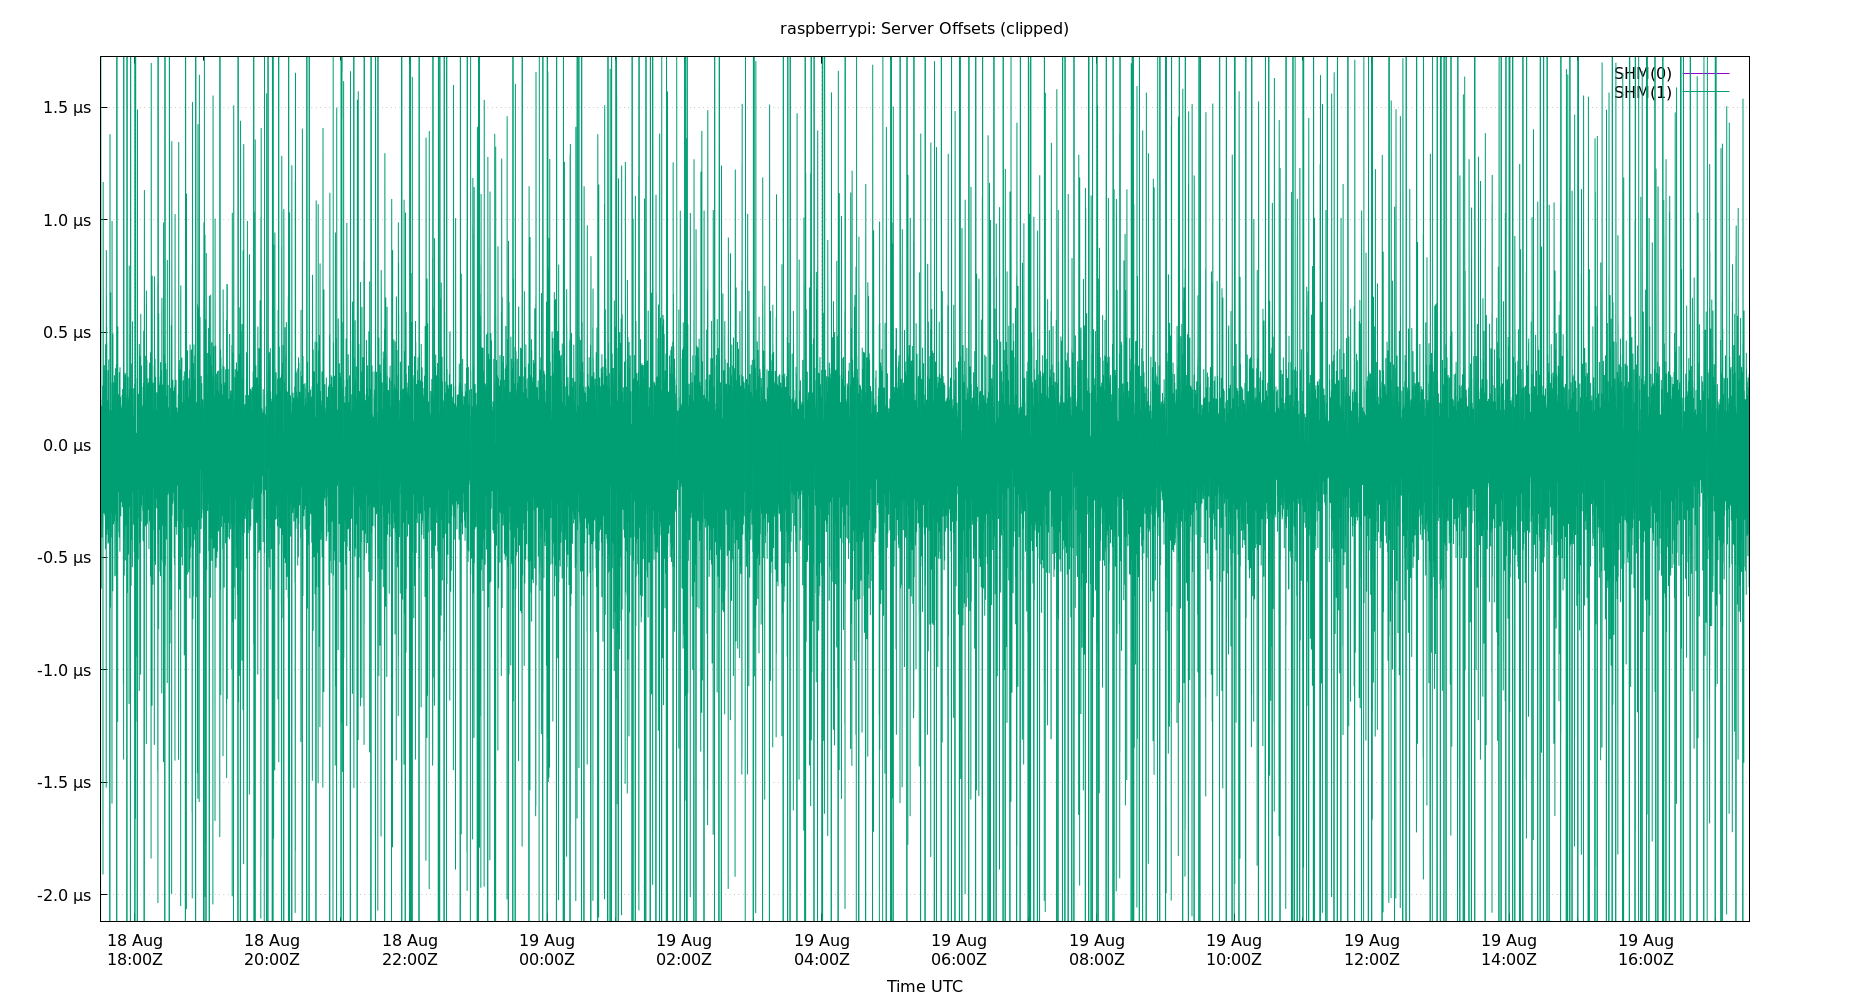 raspberrypi: Server Offsets (clipped)
SHM(0)
SHM(1)
1.5 μs
1.0 μs
0.5 μs
0.0 μs
-0.5 μs
-1.0 μs
-1.5 μs
-2.0 μs
18 Aug 18 Aug 18 Aug 19 Aug 19 Aug 19 Aug 19 Aug 19 Aug 19 Aug 19 Aug 19 Aug 19 Aug
18:00Z 20:00Z 22:00Z 00:00Z 02:00Z 04:00Z 06:00Z 08:00Z 10:00Z 12:00Z 14:00Z 16:00Z
Time UTC